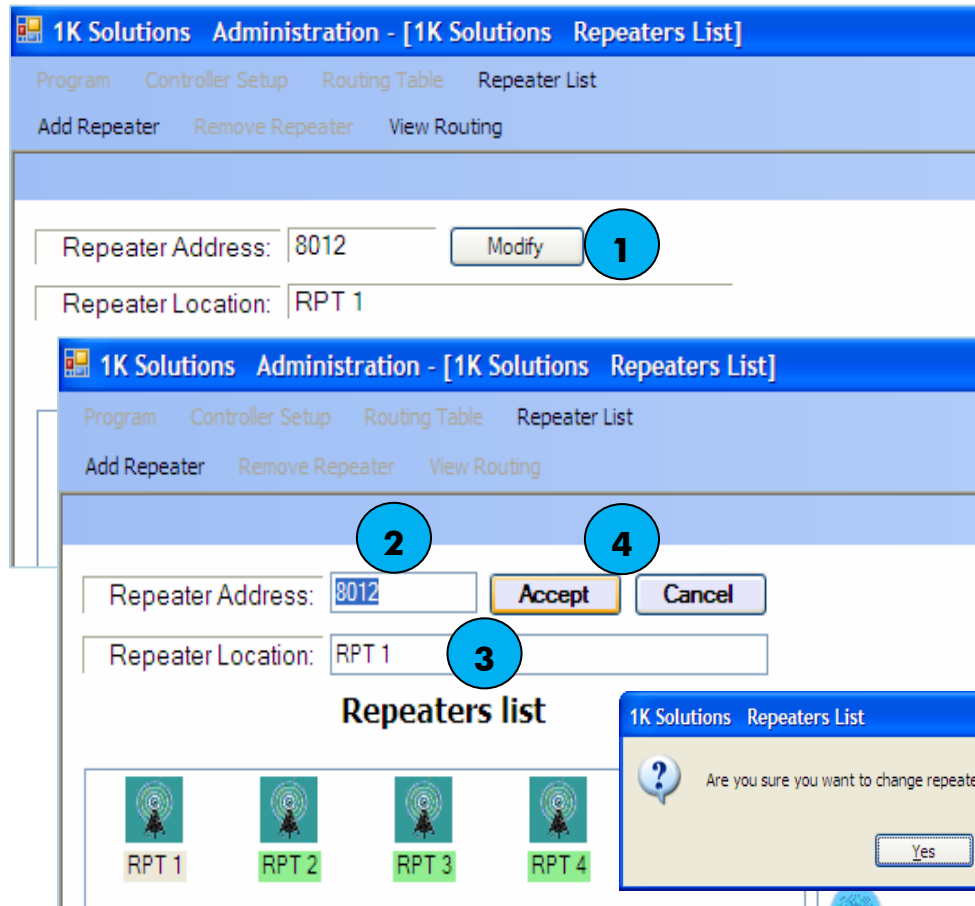 1K Solutions Administration - [1K Solutions Repeaters List]
Program Controller Setup Routing Table Repeater List
Add Repeater Remove Repeater View Routing
Repeater Address: 8012 Modify 1
Repeater Location: RPT 1
1K Solutions Administration - [1K Solutions Repeaters List]
Program Controller Setup Routing Table Repeater List
Add Repeater Remove Repeater View Routing
2 4
Repeater Address: 8012 Accept Cancel
Repeater Location: RPT 1 3
Repeaters list
1K Solutions Repeaters List
? Are you sure you want to change repeate
Yes
RPT 1 RPT 2 RPT 3 RPT 4